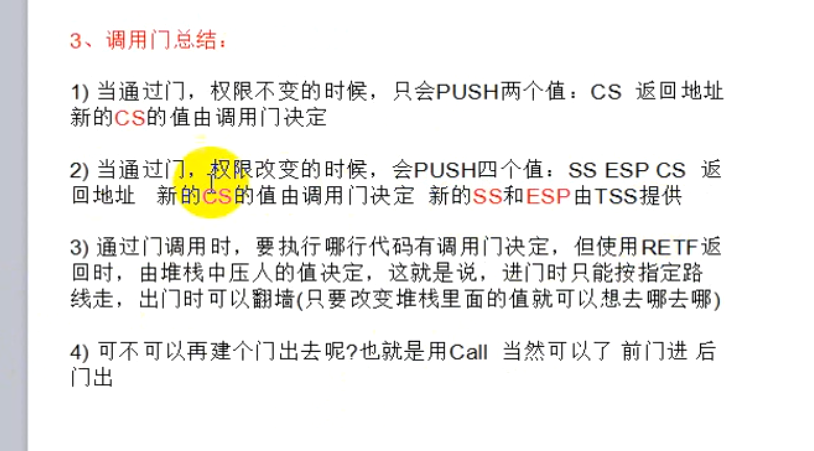 3、调用门总结：
1) 当通过门，权限不变的时候，只会PUSH两个值：CS 返回地址
新的CS的值由调用门决定
2) 当通过门，权限改变的时候，会PUSH四个值：SS ESP CS 返
回地址 新的CS的值由调用门决定 新的SS和ESP由TSS提供
3) 通过门调用时，要执行哪行代码有调用门决定，但使用RETF返
回时，由堆栈中压人的值决定，这就是说，进门时只能按指定路
线走，出门时可以翻墙(只要改变堆栈里面的值就可以想去哪去哪)
4) 可不可以再建个门出去呢?也就是用Call 当然可以了 前门进 后
门出